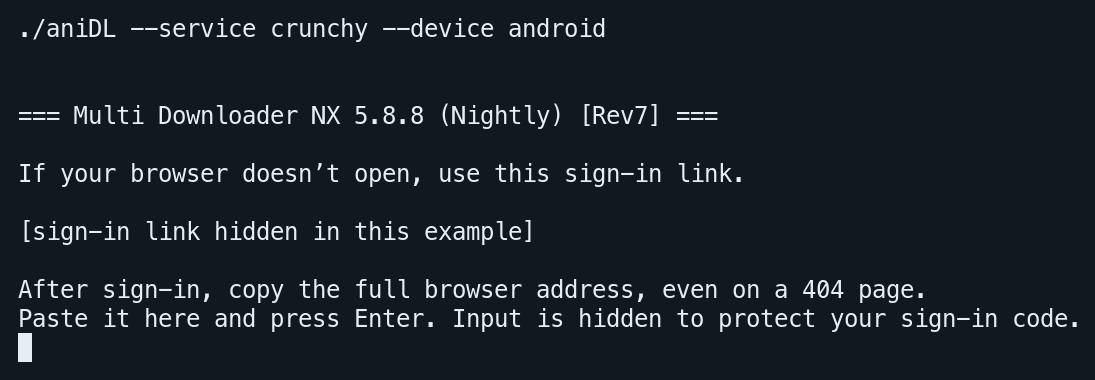 ./aniDL --service crunchy --device android
=== Multi Downloader NX 5.8.8 (Nightly) [Rev7] ===
If your browser doesn’t open, use this sign-in link.
[sign-in link hidden in this example]
After sign-in, copy the full browser address, even on a 404 page.
Paste it here and press Enter. Input is hidden to protect your sign-in code.